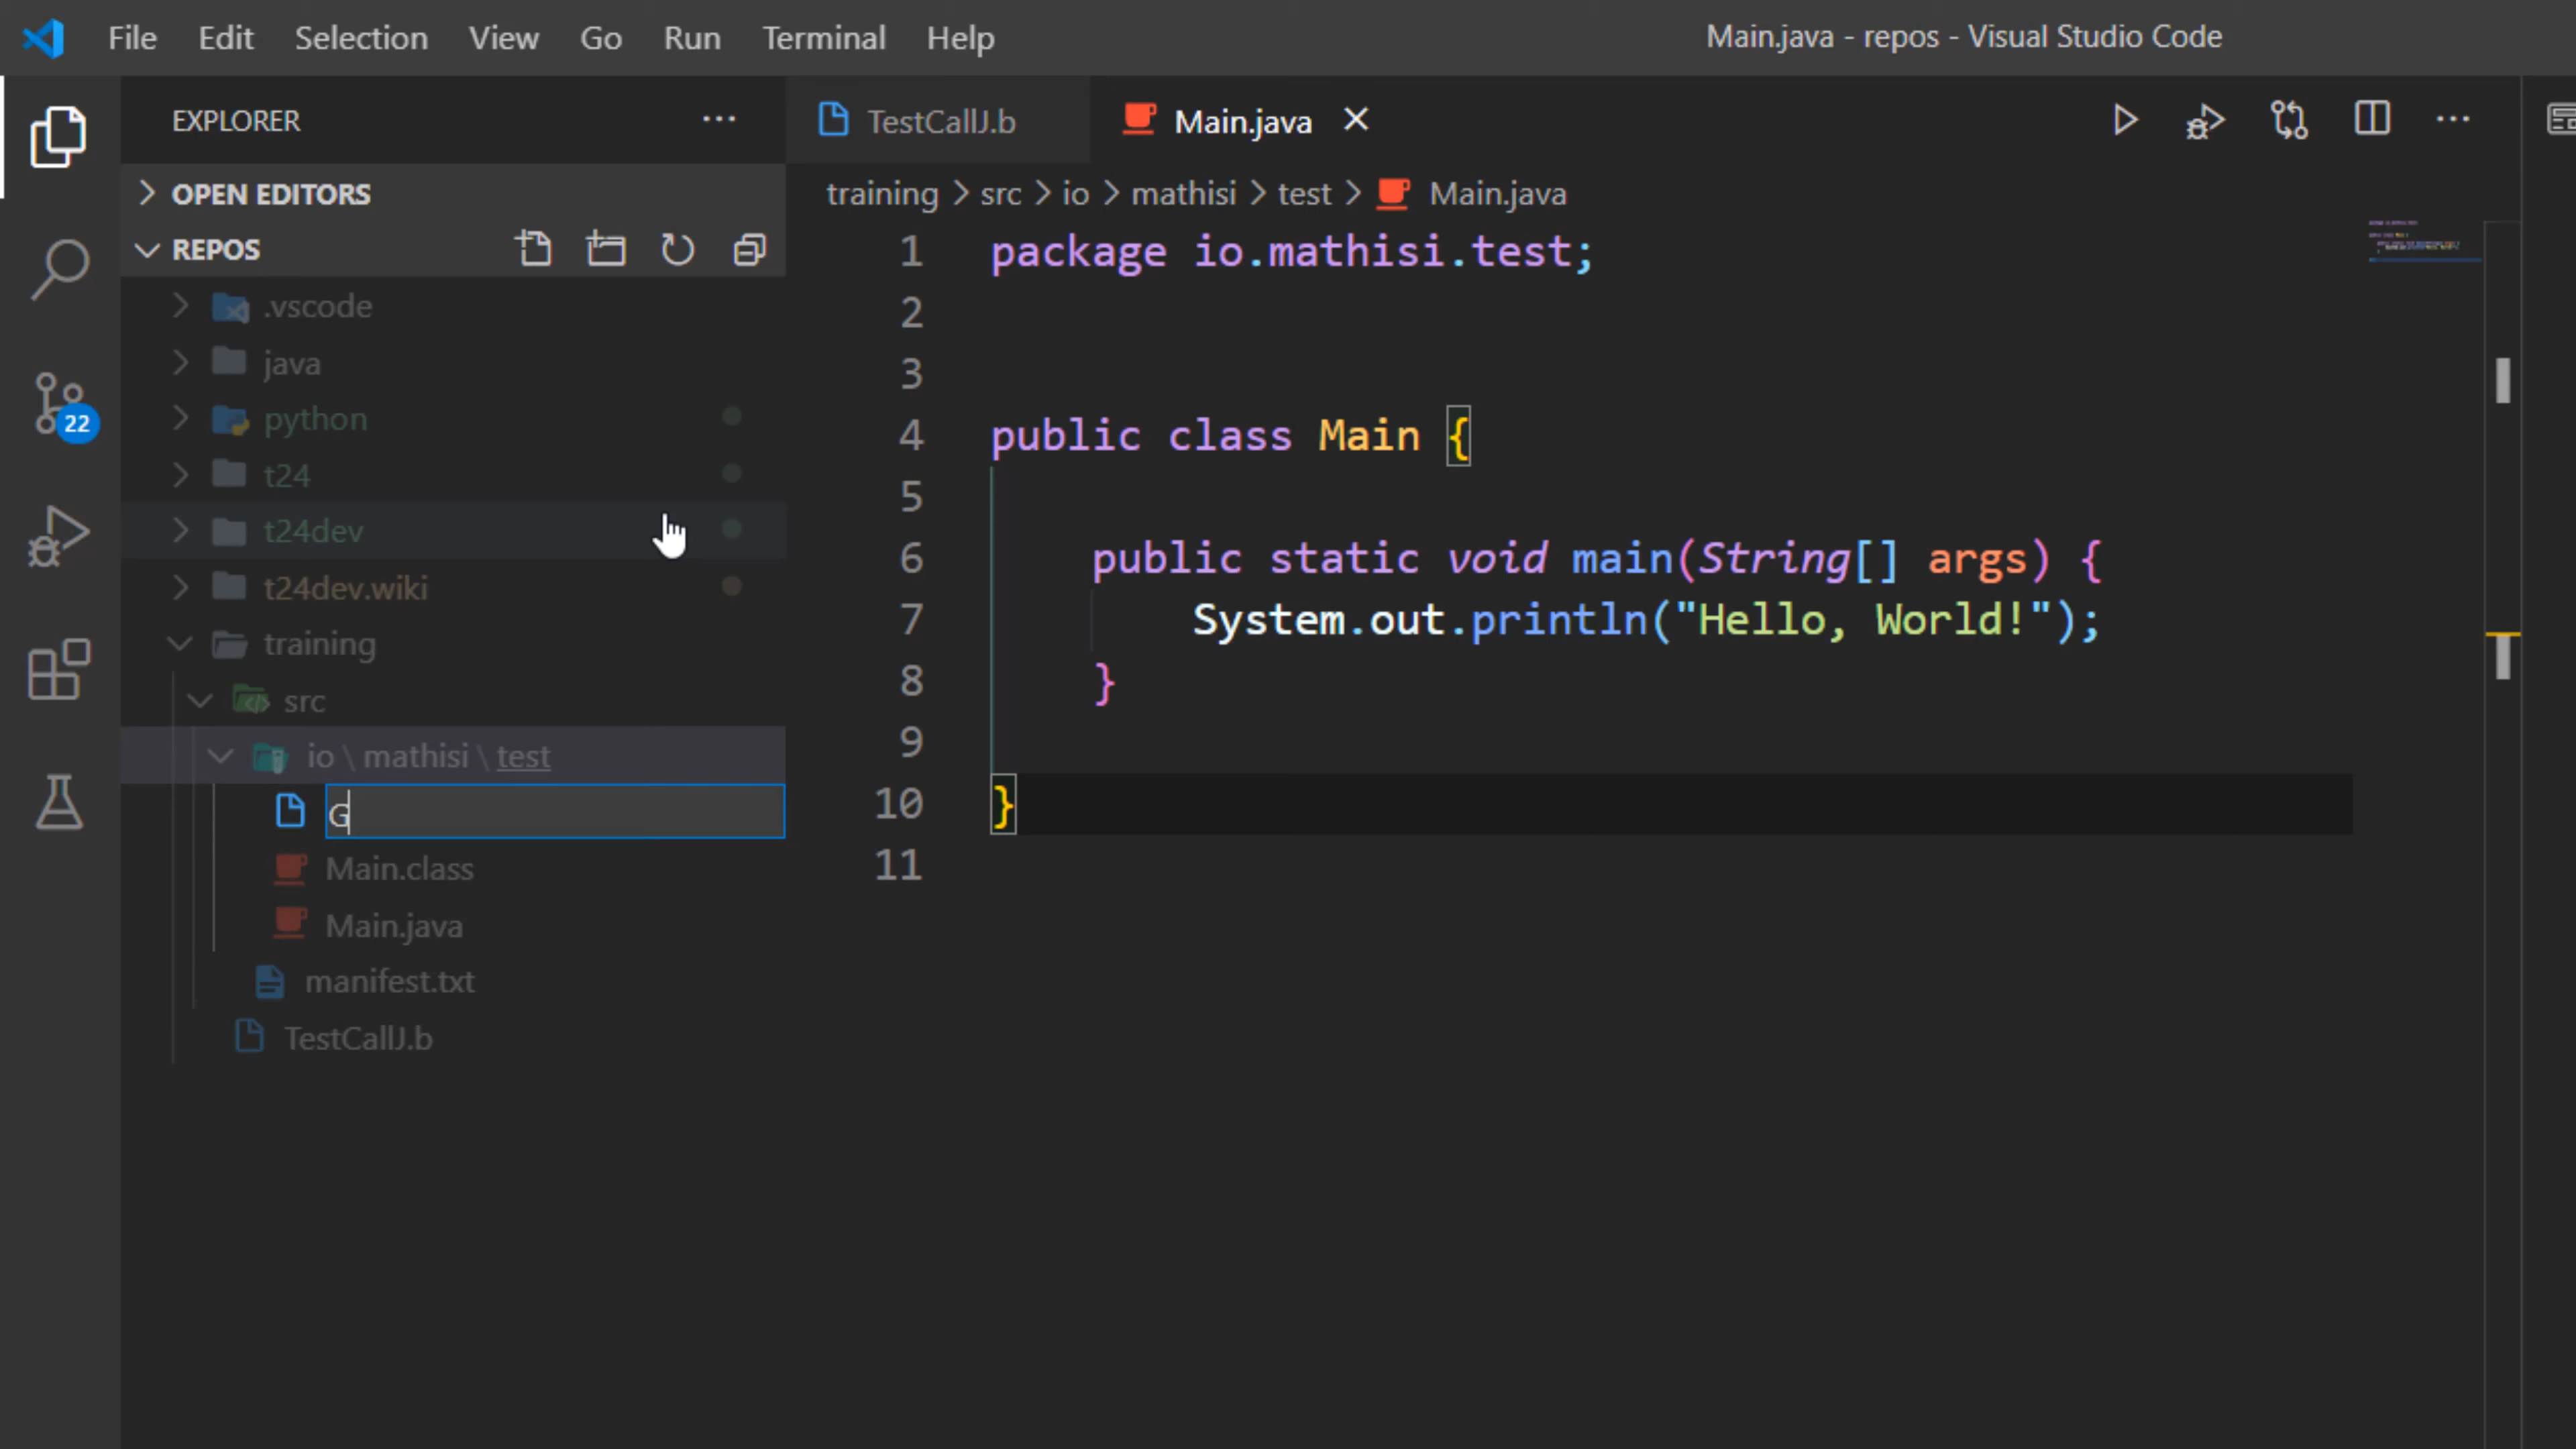 File Edit Selection View Go Run Terminal Help
Main.java - repos - Visual Studio Code
EXPLORER
OPEN EDITORS
REPOS
.vscode
java
python
t24
t24dev
t24dev.wiki
training
src
io \ mathisi \ test
G
Main.class
Main.java
manifest.txt
TestCallJ.b
22
TestCallJ.b
Main.java
training > src > io > mathisi > test > Main.java
1 package io.mathisi.test;
2
3
4 public class Main {
5
6 public static void main(String[] args) {
7 System.out.println("Hello, World!");
8 }
9
10 }
11